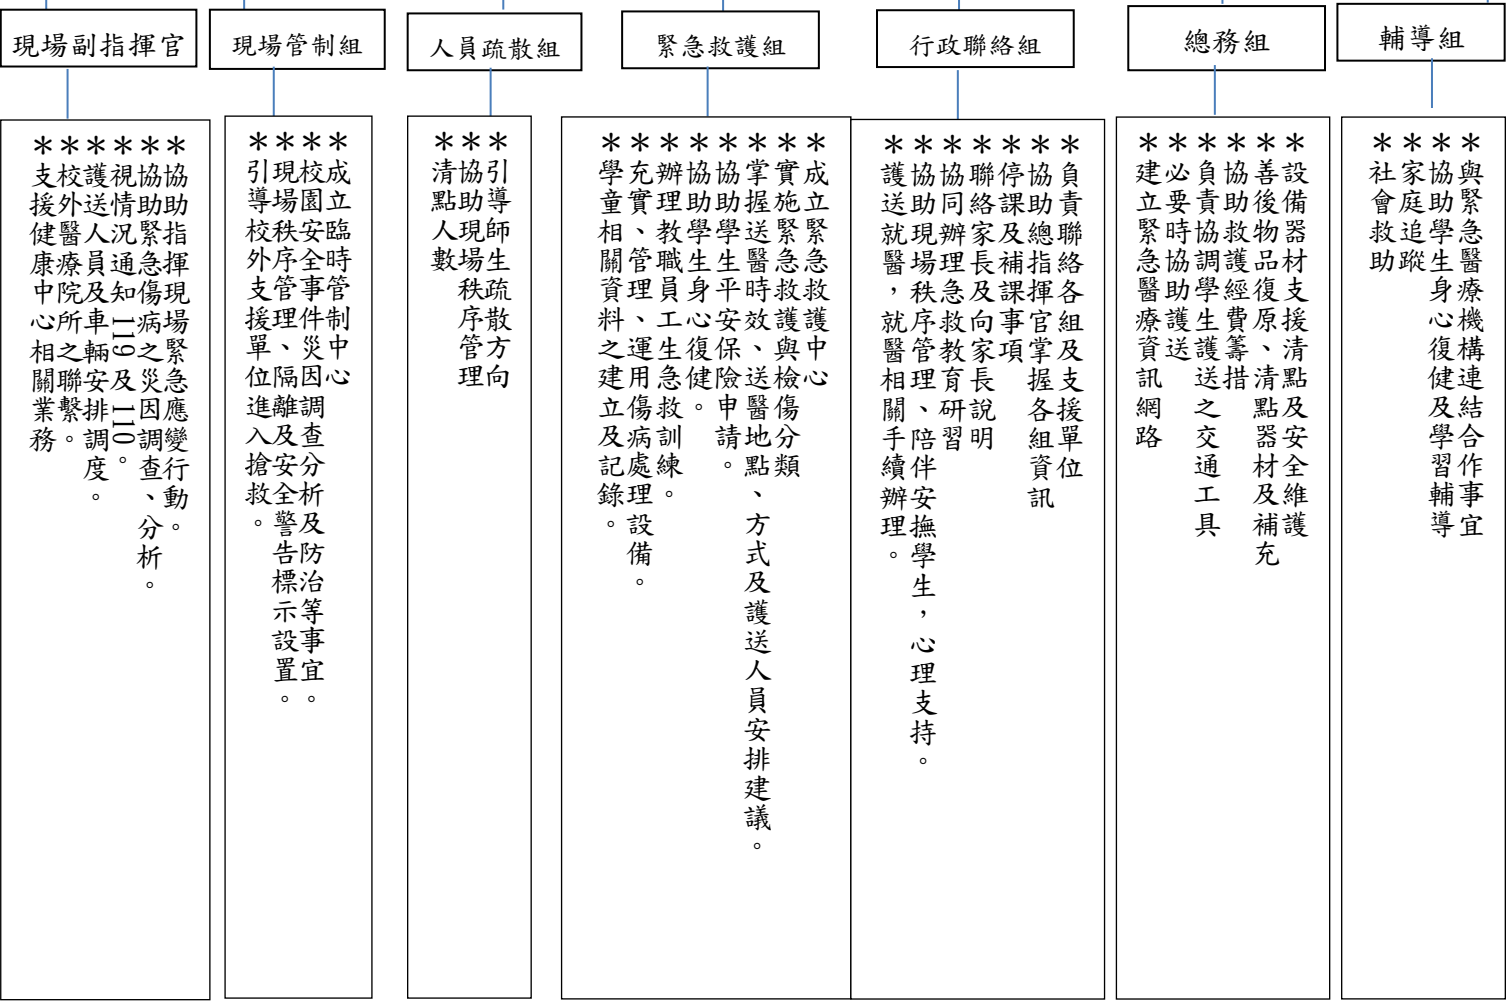 現場副指揮官
＊協助指揮現場緊急應變行動。
＊協助緊急傷病之災因調查、分析。
＊視情況通知119及110。
＊護送人員及車輛安排調度。
＊校外醫療院所之聯繫。
＊支援健康中心相關業務
現場管制組
＊成立臨時管制中心
＊校園安全事件災因調查分析及防治等事宜。
＊現場秩序管理、隔離及安全警告標示設置。
＊引導校外支援單位進入搶救。
人員疏散組
＊引導師生疏散方向
＊協助現場秩序管理
＊清點人數
緊急救護組
＊成立緊急救護中心
＊實施緊急救護與檢傷分類
＊掌握送醫時效、送醫地點、方式及護送人員安排建議。
＊協助學生平安保險申請。
＊協助學生身心復健。
＊辦理教職員工生急救訓練。
＊充實、管理、運用傷病處理設備。
＊學童相關資料之建立及記錄。
行政聯絡組
＊負責聯絡各組及支援單位
＊協助總指揮官掌握各組資訊
＊停課及補課事項
＊聯絡家長及向家長說明
＊協同辦理急救教育研習
＊協助現場秩序管理、陪伴安撫學生，心理支持。
＊護送就醫，就醫相關手續辦理。
總務組
＊設備器材支援清點及安全維護
＊善後物品復原、清點器材及補充
＊協助救護經費籌措
＊負責協調學生護送之交通工具
＊必要時協助護送
＊建立緊急醫療資訊網路
輔導組
＊與緊急醫療機構連結合作事宜
＊協助學生身心復健及學習輔導
＊家庭追蹤
＊社會救助